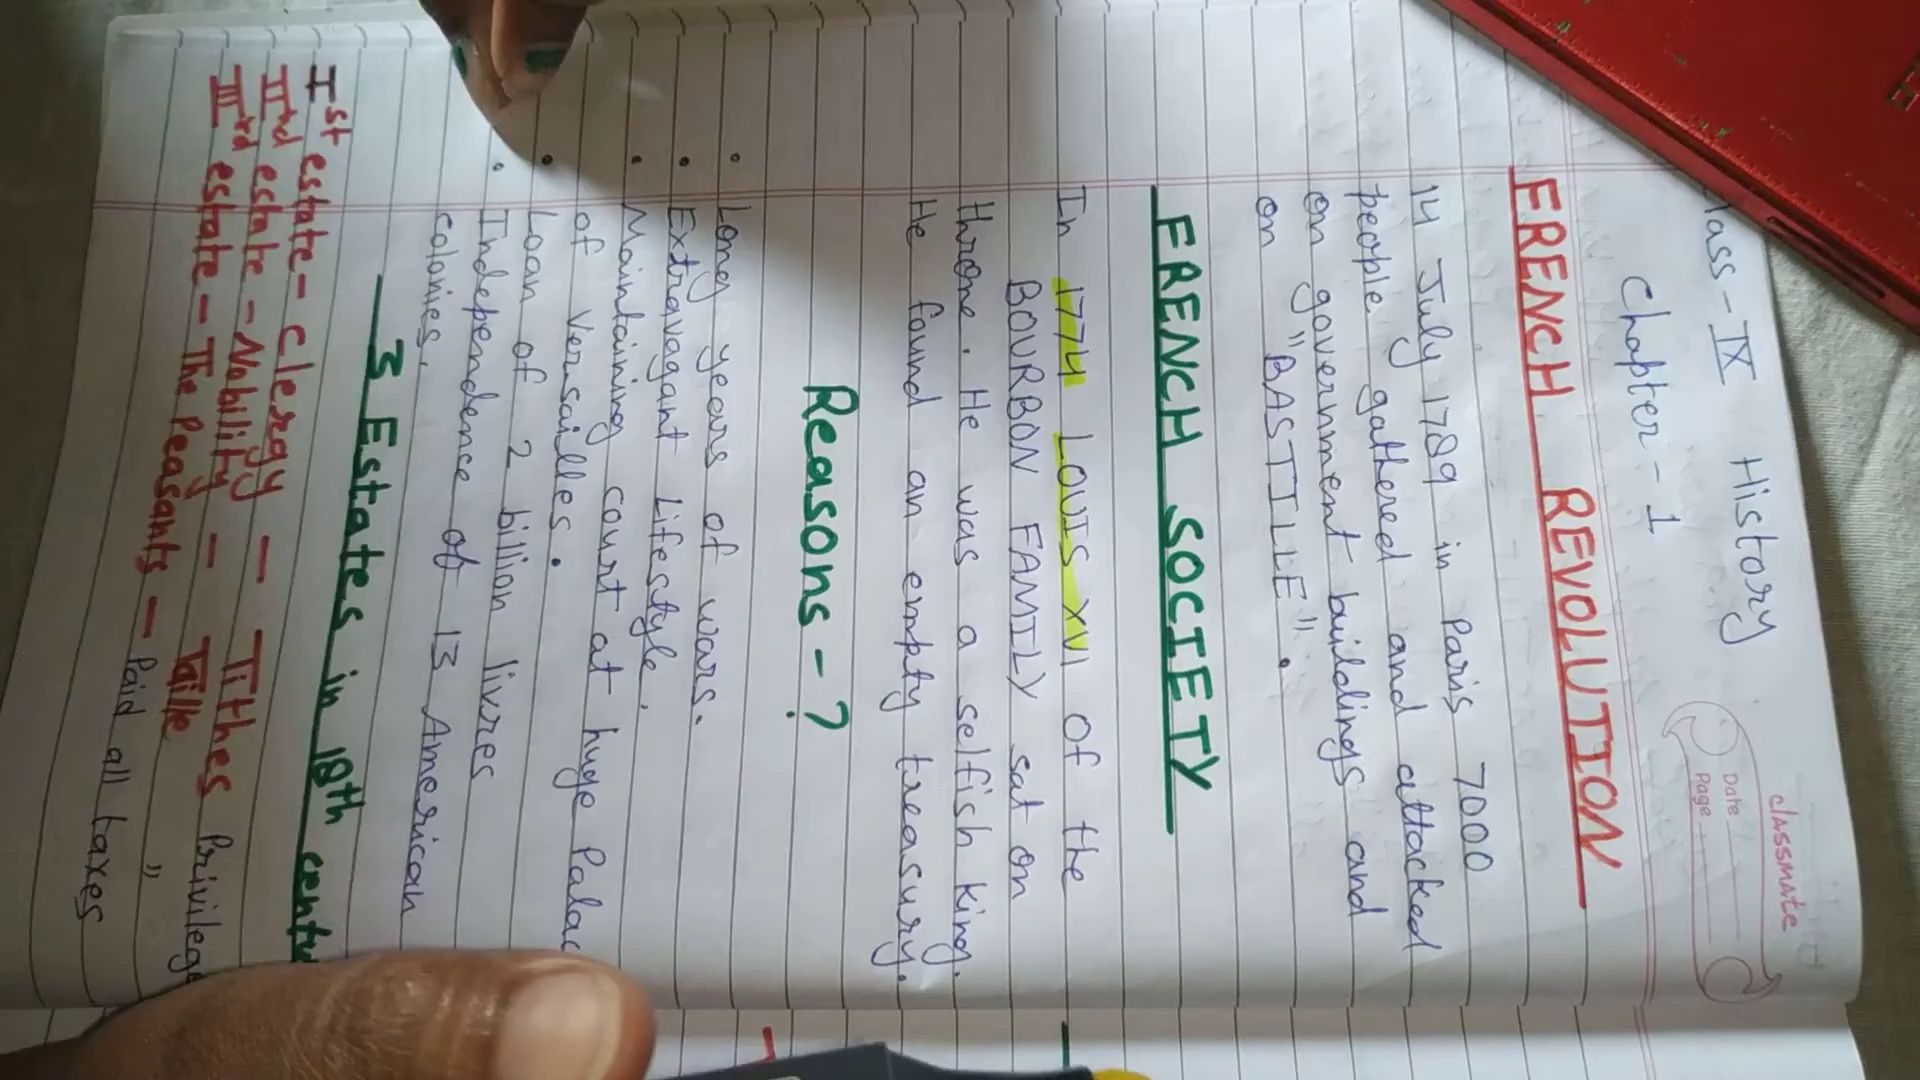 classmate
Date
Page
History
Chapter - 1
FRENCH REVOLUTION
14 July 1789 in Paris 7000
people gathered and attacked
on government buildings and
on "BASTILLE".
FRENCH SOCIETY
In 1774 LOUIS XVI of the
BOURBON FAMILY sat on
throne. He was a selfish king.
He found an empty treasury.
Reasons - ?
• Long years of wars.
• Extravagant Lifestyle.
• Maintaining court at huge Palac
of Versailles.
• Loan of 2 billion livres
• Independence of 13 American
colonies.
3 Estates in 18th centu
Ist estate - Clergy - Tithes Privileg
IInd estate - Nobility - Taille "
IIIrd estate - The Peasants - Paid all taxes